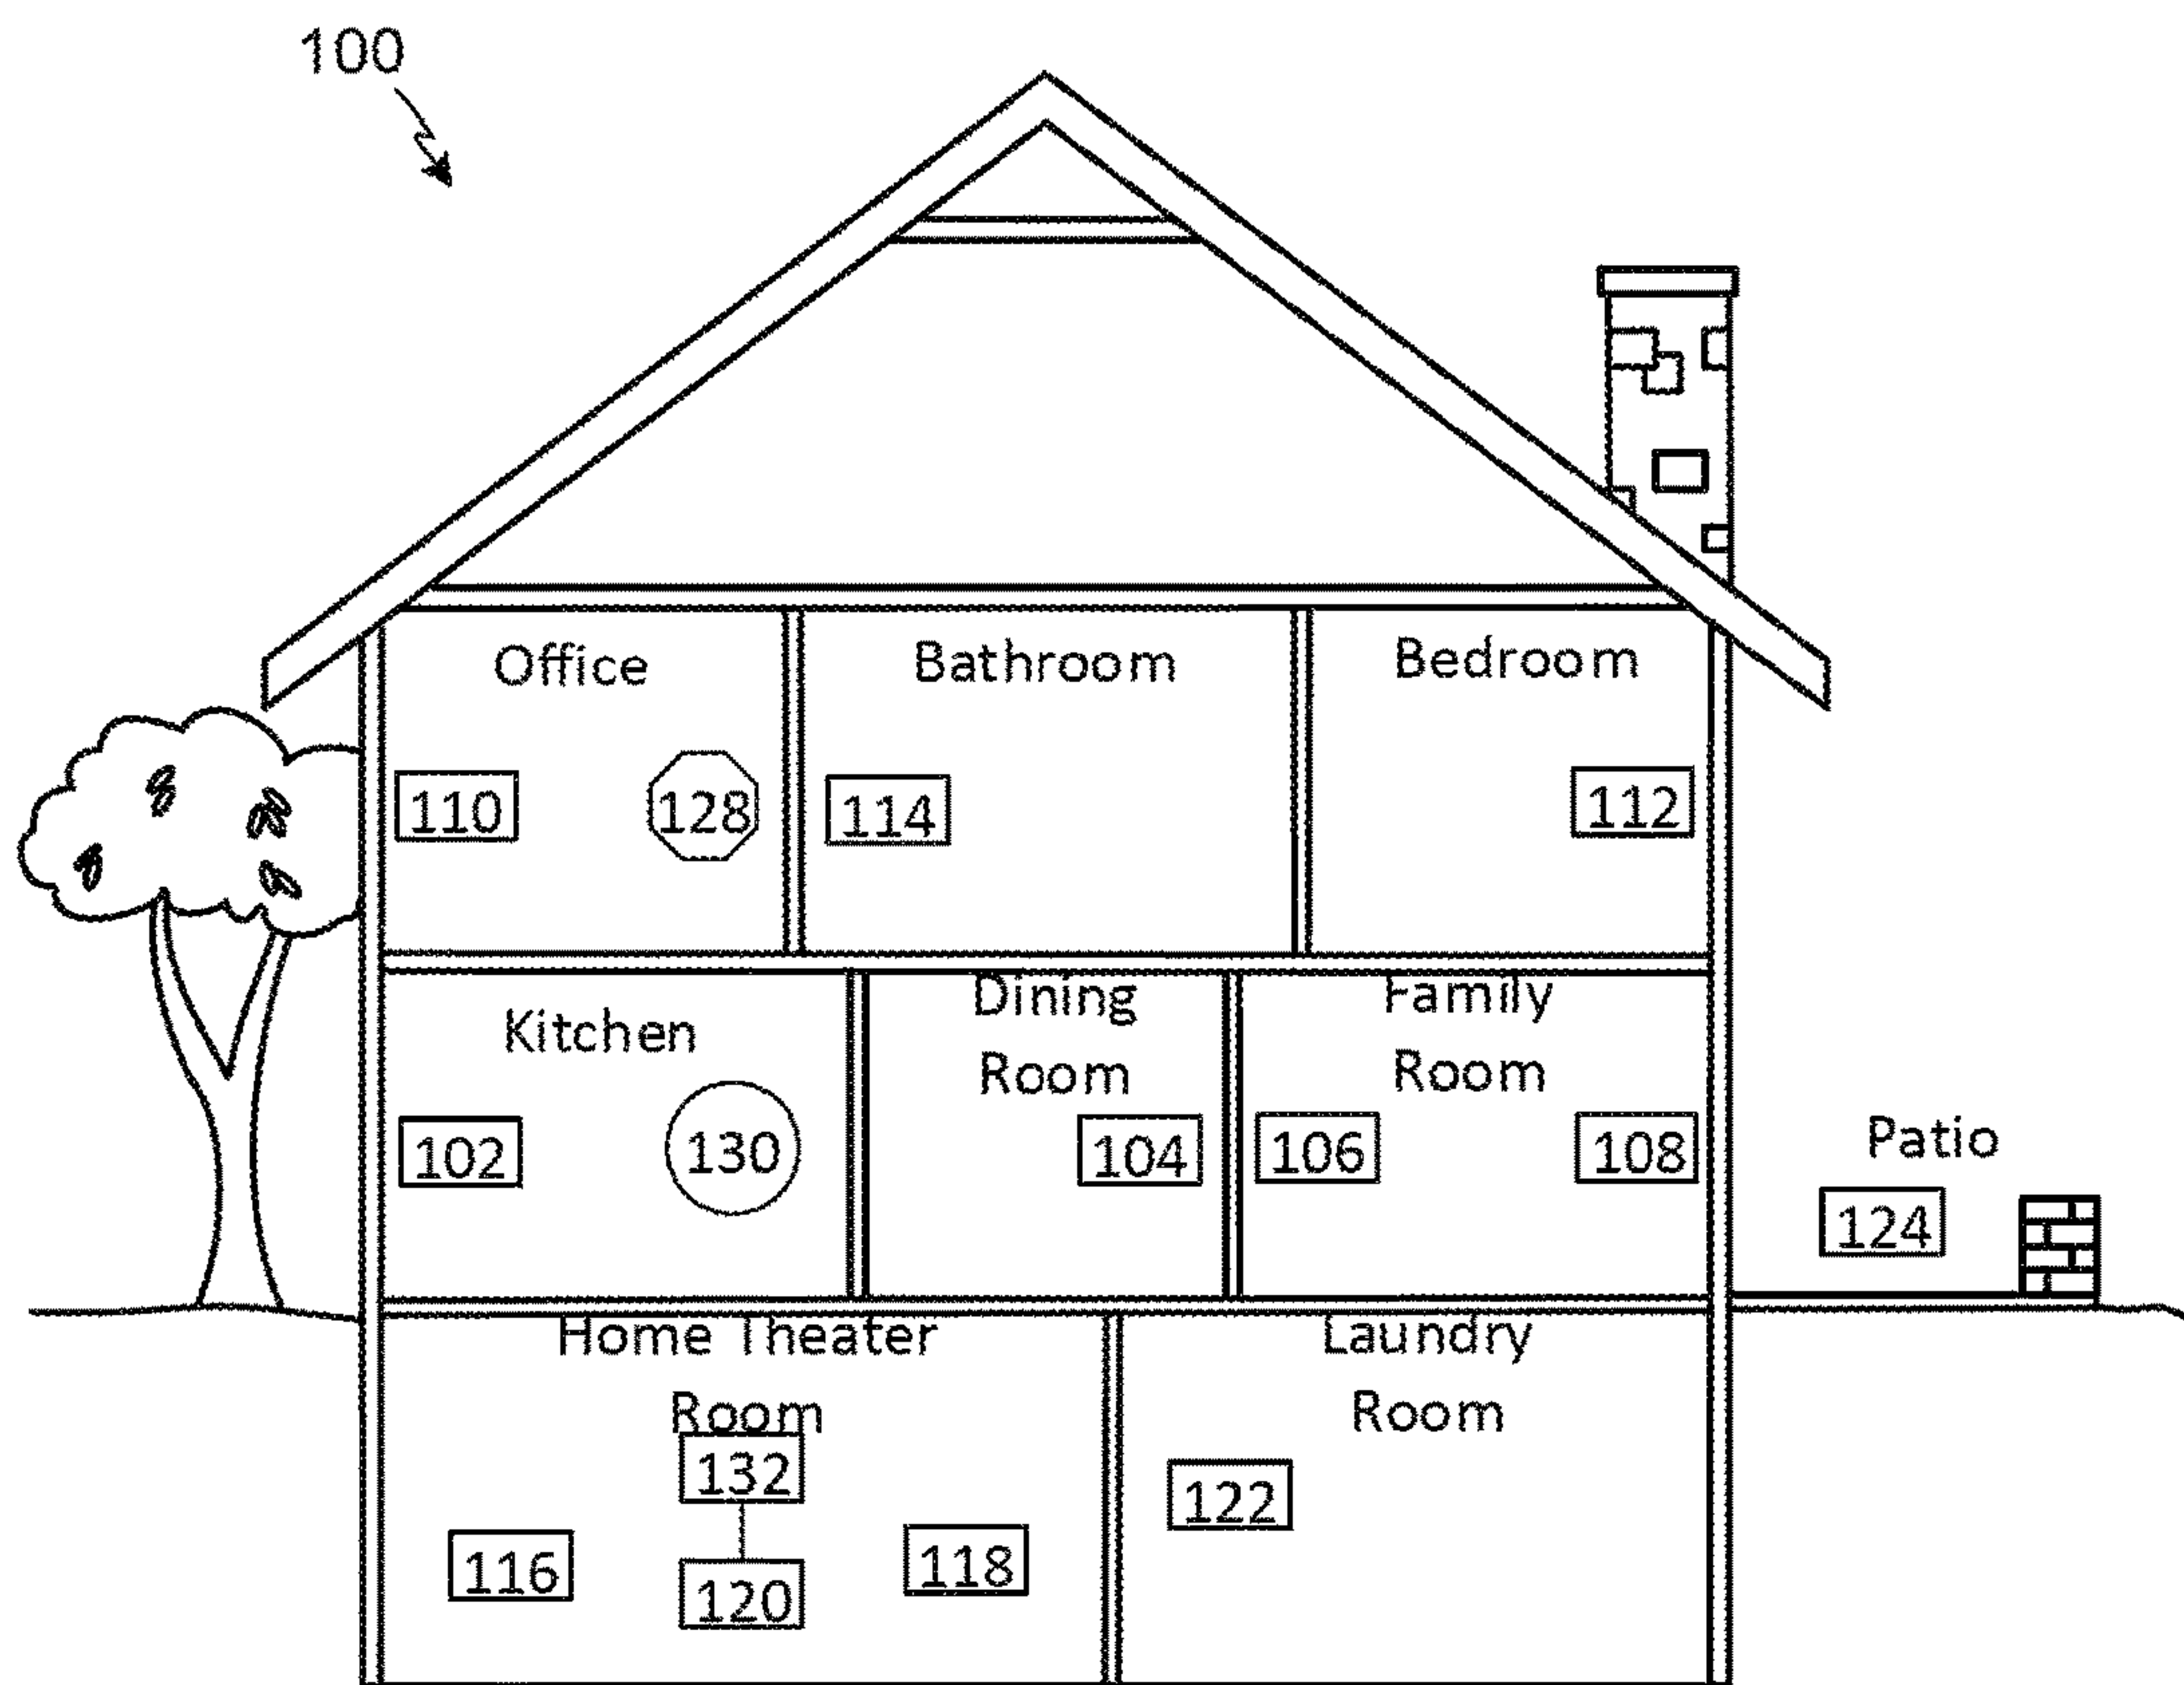 100
Office
Bathroom
Bedroom
110
128
114
112
Kitchen
Dining
Room
Family
Room
102
130
104
106
108
Patio
124
Home Theater
Room
Laundry
Room
132
116
120
118
122